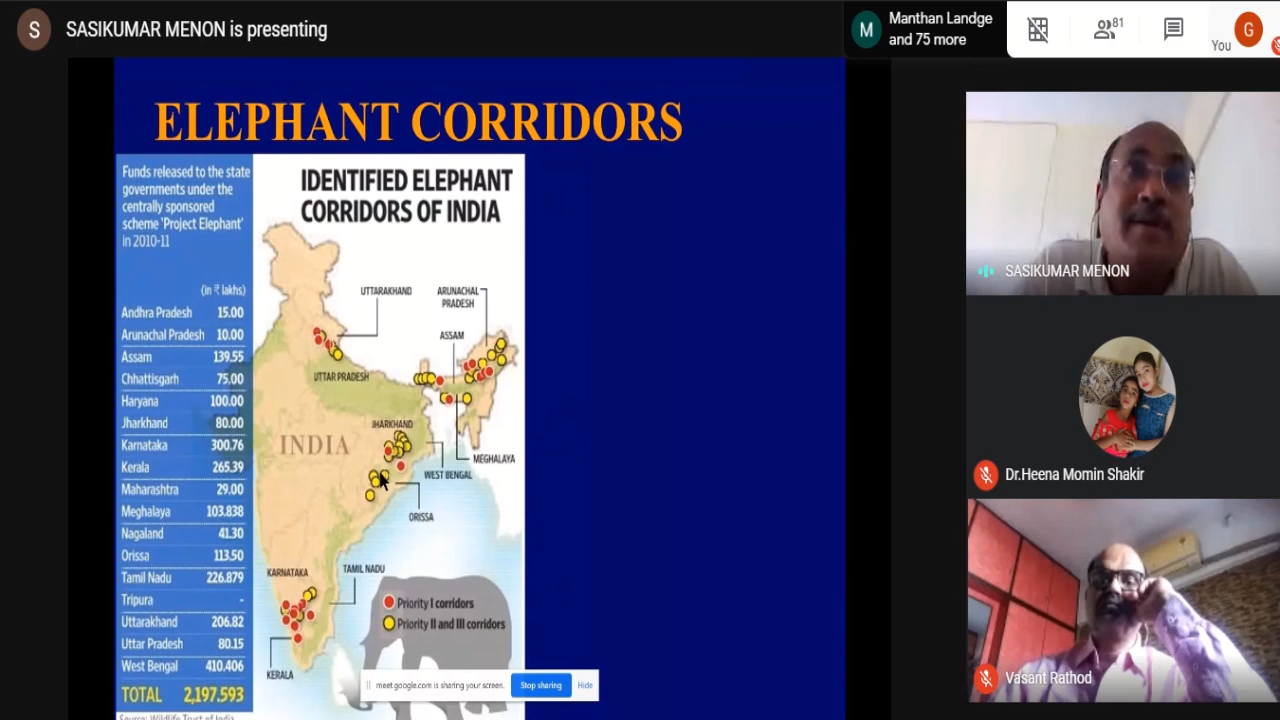 S SASIKUMAR MENON is presenting
M Manthan Landge
and 75 more
81
You G
ELEPHANT CORRIDORS
Funds released to the state
governments under the
centrally sponsored
scheme 'Project Elephant'
in 2010-11
(in ₹ lakhs)
Andhra Pradesh 15.00
Arunachal Pradesh 10.00
Assam 139.55
Chhattisgarh 75.00
Haryana 100.00
Jharkhand 80.00
Karnataka 300.76
Kerala 265.39
Maharashtra 29.00
Meghalaya 103.838
Nagaland 41.30
Orissa 113.50
Tamil Nadu 226.879
Tripura -
Uttarakhand 206.82
Uttar Pradesh 80.15
West Bengal 410.406
TOTAL 2,197.593
Source: Wildlife Trust of India
IDENTIFIED ELEPHANT
CORRIDORS OF INDIA
UTTARAKHAND
ARUNACHAL
PRADESH
ASSAM
UTTAR PRADESH
JHARKHAND
INDIA
MEGHALAYA
WEST BENGAL
ORISSA
KARNATAKA
TAMIL NADU
KERALA
Priority I corridors
Priority II and III corridors
meet.google.com is sharing your screen.
Stop sharing
Hide
SASIKUMAR MENON
Dr.Heena Momin Shakir
Vasant Rathod